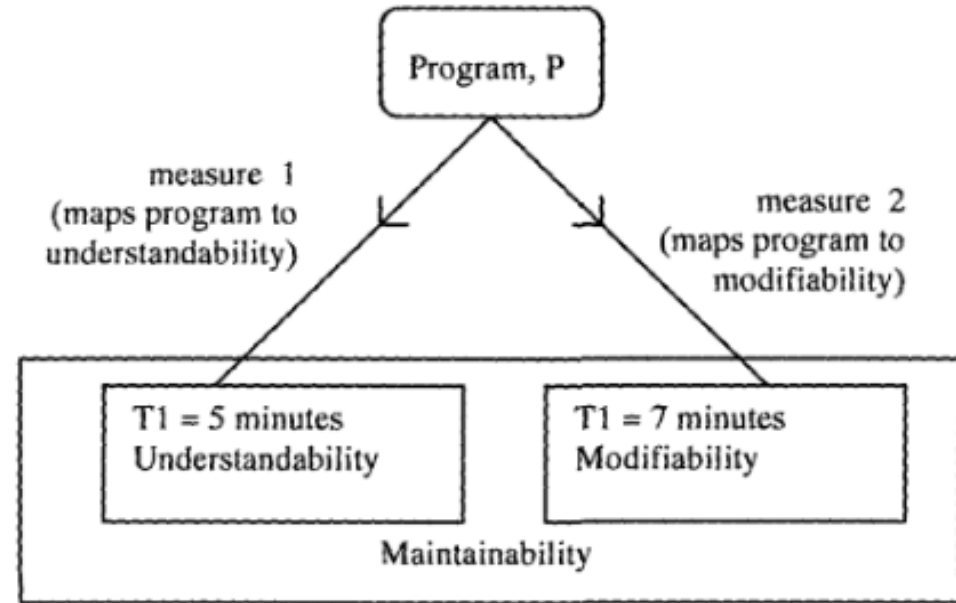 Program, P
measure 1
(maps program to
understandability)
measure 2
(maps program to
modifiability)
T1 = 5 minutes
Understandability
T1 = 7 minutes
Modifiability
Maintainability